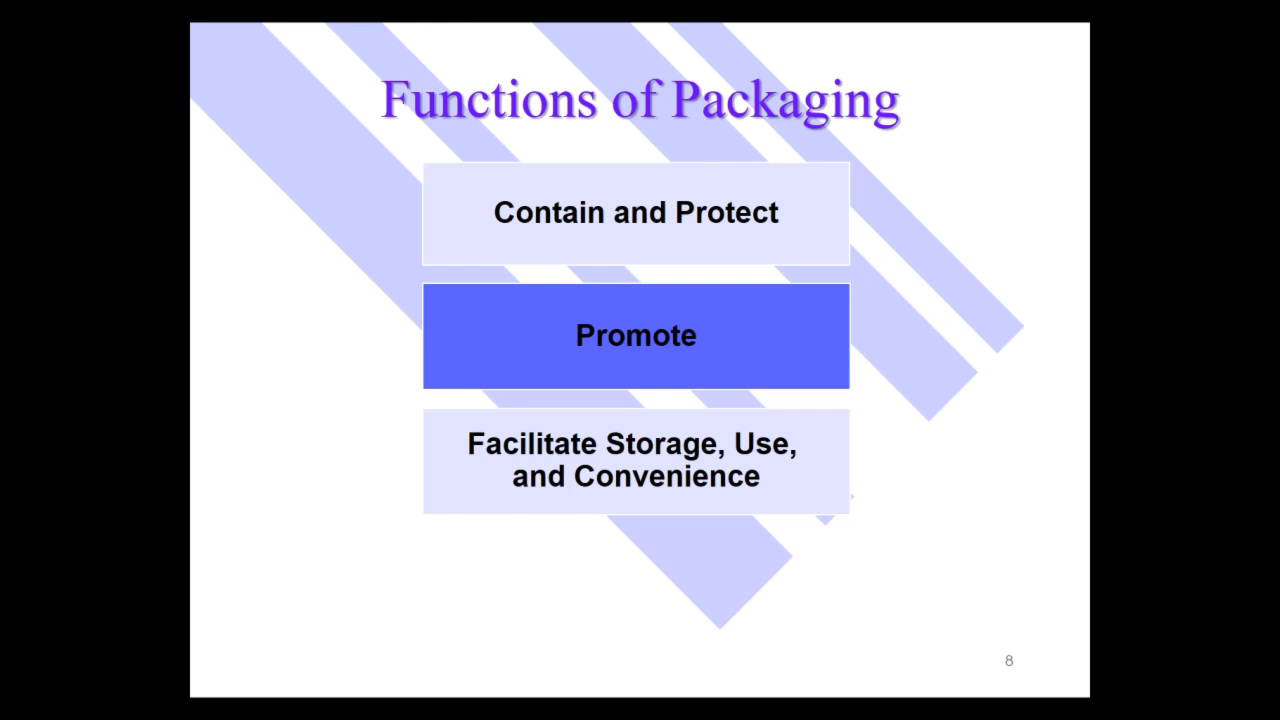 Functions of Packaging
Contain and Protect
Promote
Facilitate Storage, Use,
and Convenience
8